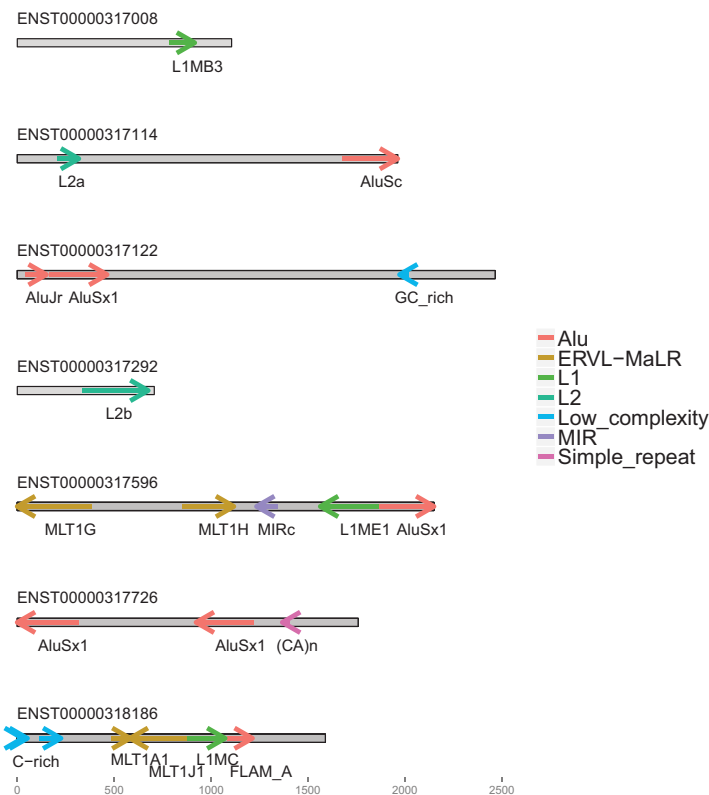 ENST00000317008
L1MB3
ENST00000317114
L2a AluSc
ENST00000317122
AluJr AluSx1 GC_rich
ENST00000317292
L2b
ENST00000317596
MLT1G MLT1H MIRc L1ME1 AluSx1
ENST00000317726
AluSx1 AluSx1 (CA)n
ENST00000318186
C−rich MLT1A1 L1MC
MLT1J1 FLAM_A
0 500 1000 1500 2000 2500
Alu
ERVL−MaLR
L1
L2
Low_complexity
MIR
Simple_repeat